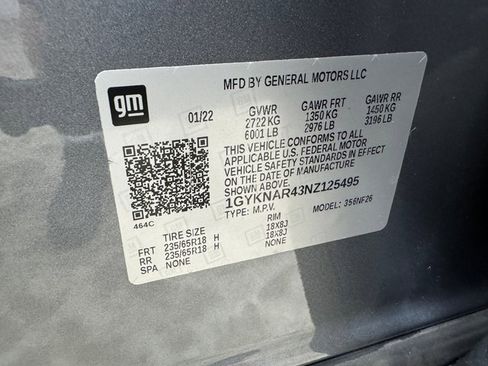 gm
MFD BY GENERAL MOTORS LLC
01/22 GVWR GAWR FRT GAWR RR
2722 KG 1350 KG 1450 KG
6001 LB 2976 LB 3196 LB
THIS VEHICLE CONFORMS TO ALL
APPLICABLE U.S. FEDERAL MOTOR
VEHICLE SAFETY STANDARDS IN EFFECT
ON THE DATE OF MANUFACTURE
SHOWN ABOVE.
1GYKNAR43NZ125495
TYPE: M.P.V. MODEL: 356NF26
464C
TIRE SIZE RIM
FRT 235/65R18 H 18X8J
RR 235/65R18 H 18X8J
SPA NONE NONE